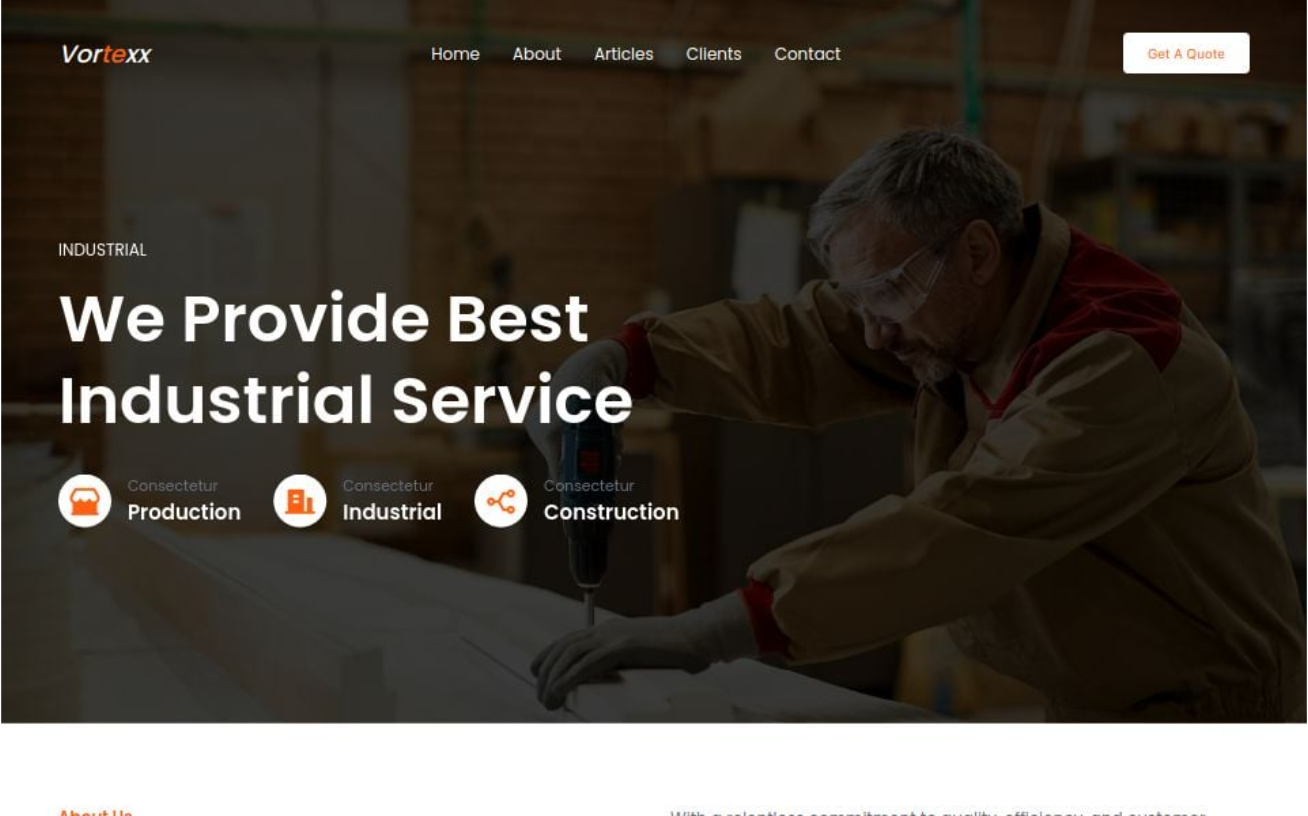 Vortexx
Home About Articles Clients Contact
Get A Quote
INDUSTRIAL
We Provide Best
Industrial Service
Consectetur Consectetur Consectetur
Production Industrial Construction
About Us
With a relentless commitment to quality, efficiency, and customer